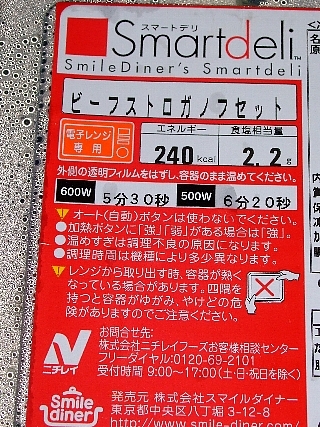 スマートデリ
Smartdeli™
SmileDiner's Smartdeli
ビーフストロガノフセット
電子レンジ専用
エネルギー 食塩相当量
240kcal 2.2g
外側の透明フィルムをはずし、容器のまま温めてください。
600W 5分30秒 500W 6分20秒
オート(自動)ボタンは使わないでください。
●加熱ボタンに「強」「弱」がある場合は「強」。
●温めすぎは調理不良の原因になります。
●調理時間は機種により多少異なります。
レンジから取り出す時、容器が熱く
なっている場合があります。四隅を
持つと容器がゆがみ、やけどの危
険がありますのでご注意ください。
お問合せ先:
株式会社ニチレイフーズお客様相談センター
フリーダイヤル:0120-69-2101
受付時間 9:00〜17:00(土・日・祝日を除く)
ニチレイ
Smile diner
発売元 株式会社スマイルダイナー
東京都中央区八丁堀 3-12-8